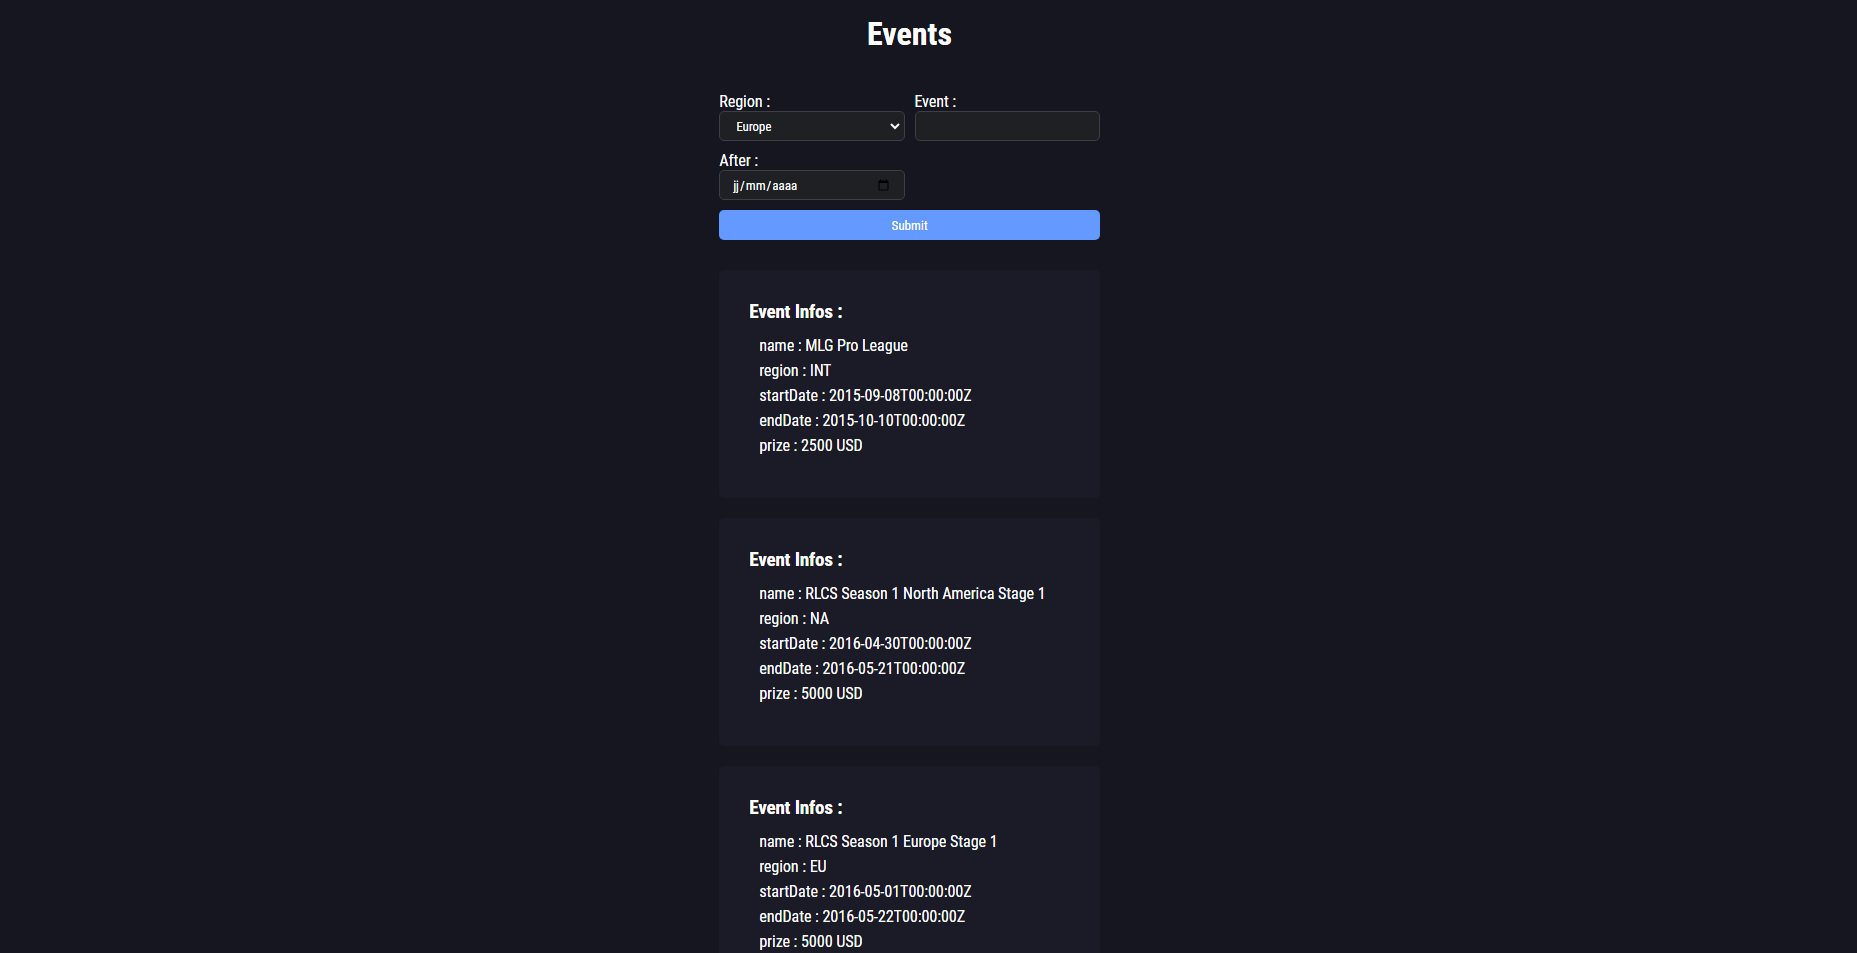 Events
Region : Event :
Europe
After :
jj/mm/aaaa
Submit
Event Infos :
name : MLG Pro League
region : INT
startDate : 2015-09-08T00:00:00Z
endDate : 2015-10-10T00:00:00Z
prize : 2500 USD
Event Infos :
name : RLCS Season 1 North America Stage 1
region : NA
startDate : 2016-04-30T00:00:00Z
endDate : 2016-05-21T00:00:00Z
prize : 5000 USD
Event Infos :
name : RLCS Season 1 Europe Stage 1
region : EU
startDate : 2016-05-01T00:00:00Z
endDate : 2016-05-22T00:00:00Z
prize : 5000 USD